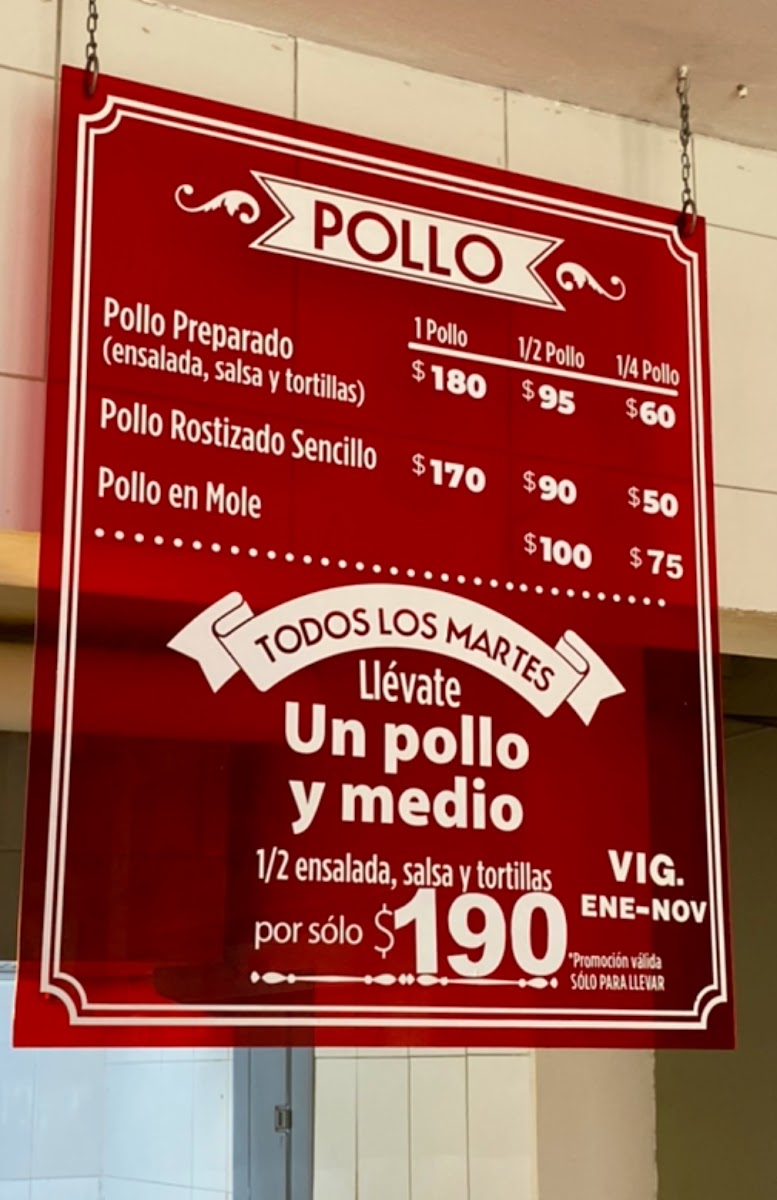 POLLO
1 Pollo 1/2 Pollo 1/4 Pollo
Pollo Preparado
(ensalada, salsa y tortillas) $180 $95 $60
Pollo Rostizado Sencillo $170 $90 $50
Pollo en Mole $100 $75
TODOS LOS MARTES
Llévate
Un pollo
y medio
1/2 ensalada, salsa y tortillas
por sólo $190
VIG.
ENE-NOV
*Promoción válida
SÓLO PARA LLEVAR